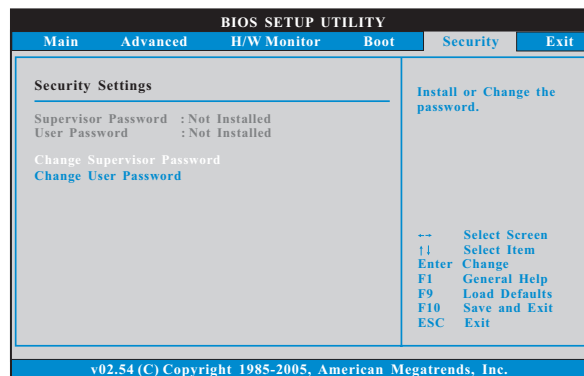 BIOS SETUP UTILITY
Main Advanced H/W Monitor Boot Security Exit
Security Settings
Supervisor Password : Not Installed
User Password : Not Installed
Change Supervisor Password
Change User Password
Install or Change the
password.
←→ Select Screen
↑↓ Select Item
Enter Change
F1 General Help
F9 Load Defaults
F10 Save and Exit
ESC Exit
v02.54 (C) Copyright 1985-2005, American Megatrends, Inc.